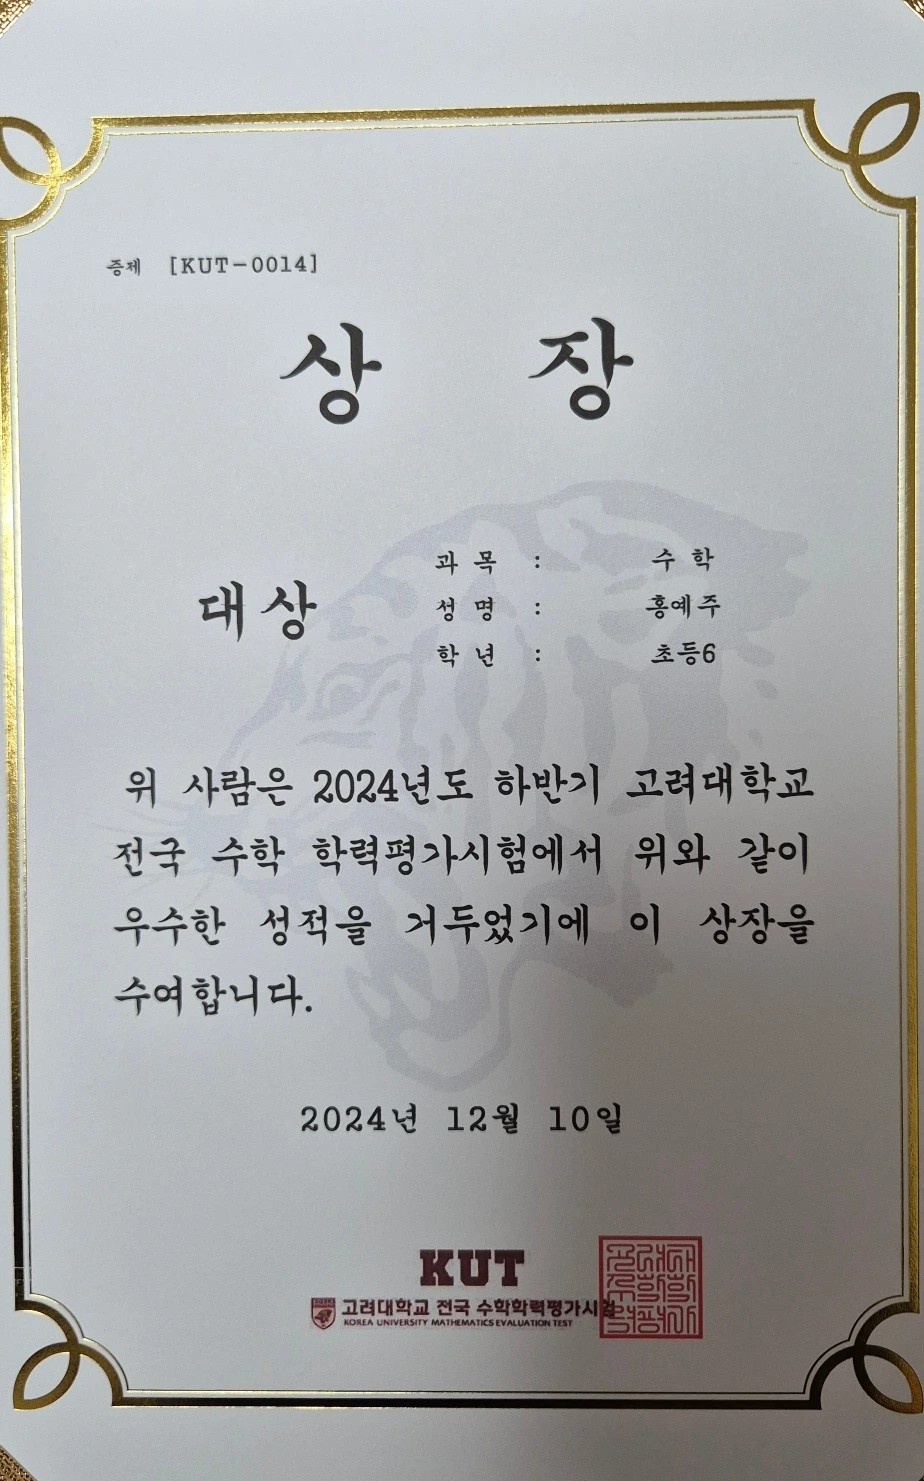 증제 [KUT-0014]
상 장
대상
과 목 : 수 학
성 명 : 홍예주
학 년 : 초등6
위 사람은 2024년도 하반기 고려대학교
전국 수학 학력평가시험에서 위와 같이
우수한 성적을 거두었기에 이 상장을
수여합니다.
2024년 12월 10일
KUT
고려대학교 전국 수학학력평가시험
KOREA UNIVERSITY MATHEMATICS EVALUATION TEST